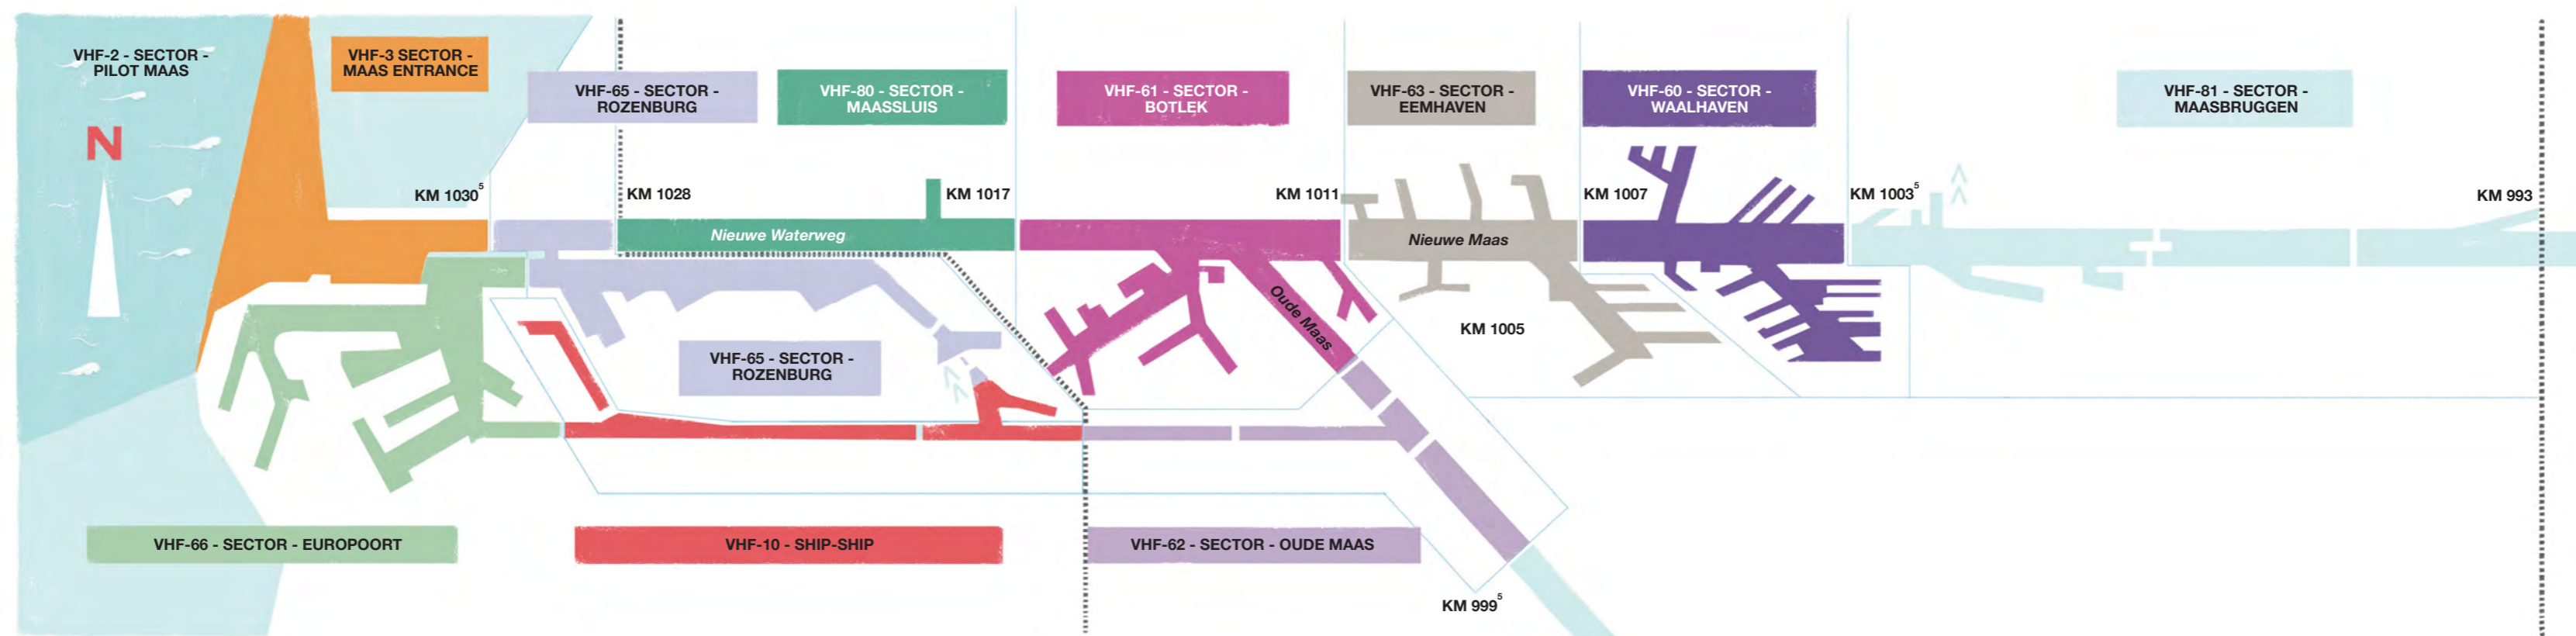 VHF-2 - SECTOR -
PILOT MAAS
VHF-3 SECTOR -
MAAS ENTRANCE
VHF-65 - SECTOR -
ROZENBURG
VHF-80 - SECTOR -
MAASSLUIS
VHF-61 - SECTOR -
BOTLEK
VHF-63 - SECTOR -
EEMHAVEN
VHF-60 - SECTOR -
WAALHAVEN
VHF-81 - SECTOR -
MAASBRUGGEN
N
KM 1030⁵
KM 1028
KM 1017
KM 1011
KM 1007
KM 1003⁵
KM 993
Nieuwe Waterweg
Nieuwe Maas
Oude Maas
KM 1005
VHF-65 - SECTOR -
ROZENBURG
VHF-66 - SECTOR - EUROPOORT
VHF-10 - SHIP-SHIP
VHF-62 - SECTOR - OUDE MAAS
KM 999⁵